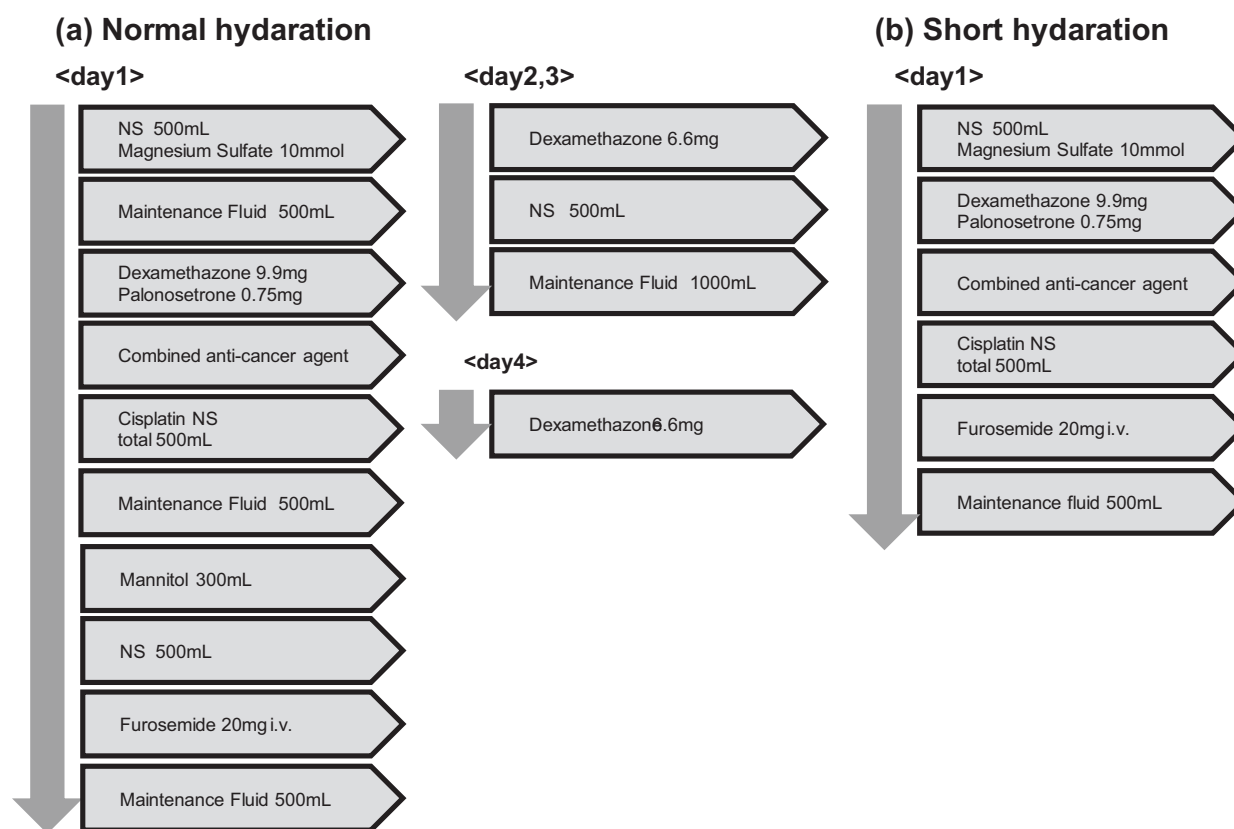 (a) Normal hydaration
<day1>
NS 500mL
Magnesium Sulfate 10mmol
Maintenance Fluid 500mL
Dexamethazone 9.9mg
Palonosetrone 0.75mg
Combined anti-cancer agent
Cisplatin NS
total 500mL
Maintenance Fluid 500mL
Mannitol 300mL
NS 500mL
Furosemide 20mg i.v.
Maintenance Fluid 500mL
<day2,3>
Dexamethazone 6.6mg
NS 500mL
Maintenance Fluid 1000mL
<day4>
Dexamethazone 6.6mg
(b) Short hydaration
<day1>
NS 500mL
Magnesium Sulfate 10mmol
Dexamethazone 9.9mg
Palonosetrone 0.75mg
Combined anti-cancer agent
Cisplatin NS
total 500mL
Furosemide 20mg i.v.
Maintenance fluid 500mL